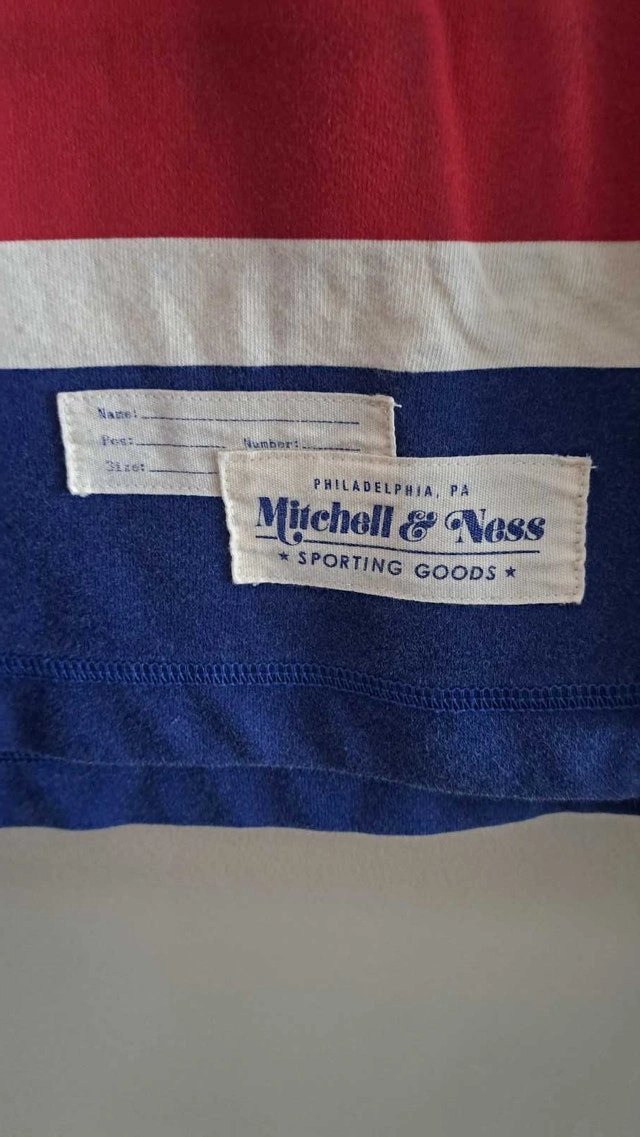 Name:
Pos: Number:
Size:
PHILADELPHIA, PA
Mitchell & Ness
★ SPORTING GOODS ★